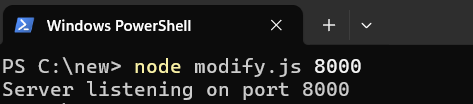 Windows PowerShell
PS C:\new> node modify.js 8000
Server listening on port 8000